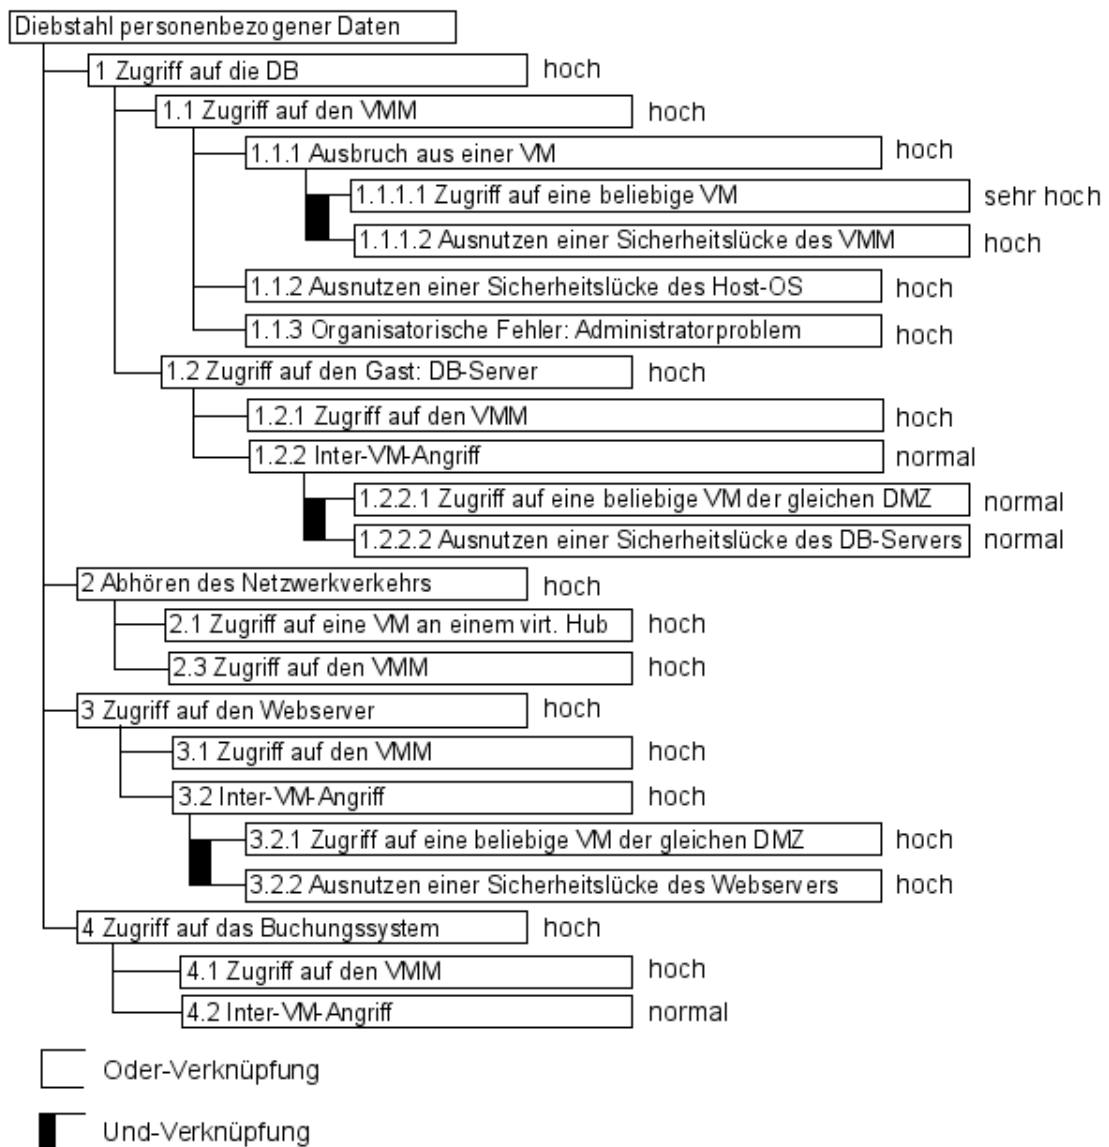 Diebstahl personenbezogener Daten
1 Zugriff auf die DB hoch
1.1 Zugriff auf den VMM hoch
1.1.1 Ausbruch aus einer VM hoch
1.1.1.1 Zugriff auf eine beliebige VM sehr hoch
1.1.1.2 Ausnutzen einer Sicherheitslücke des VMM hoch
1.1.2 Ausnutzen einer Sicherheitslücke des Host-OS hoch
1.1.3 Organisatorische Fehler: Administratorproblem hoch
1.2 Zugriff auf den Gast: DB-Server hoch
1.2.1 Zugriff auf den VMM hoch
1.2.2 Inter-VM-Angriff normal
1.2.2.1 Zugriff auf eine beliebige VM der gleichen DMZ normal
1.2.2.2 Ausnutzen einer Sicherheitslücke des DB-Servers normal
2 Abhören des Netzwerkverkehrs hoch
2.1 Zugriff auf eine VM an einem virt. Hub hoch
2.3 Zugriff auf den VMM hoch
3 Zugriff auf den Webserver hoch
3.1 Zugriff auf den VMM hoch
3.2 Inter-VM-Angriff hoch
3.2.1 Zugriff auf eine beliebige VM der gleichen DMZ hoch
3.2.2 Ausnutzen einer Sicherheitslücke des Webservers hoch
4 Zugriff auf das Buchungssystem hoch
4.1 Zugriff auf den VMM hoch
4.2 Inter-VM-Angriff normal
Oder-Verknüpfung
Und-Verknüpfung